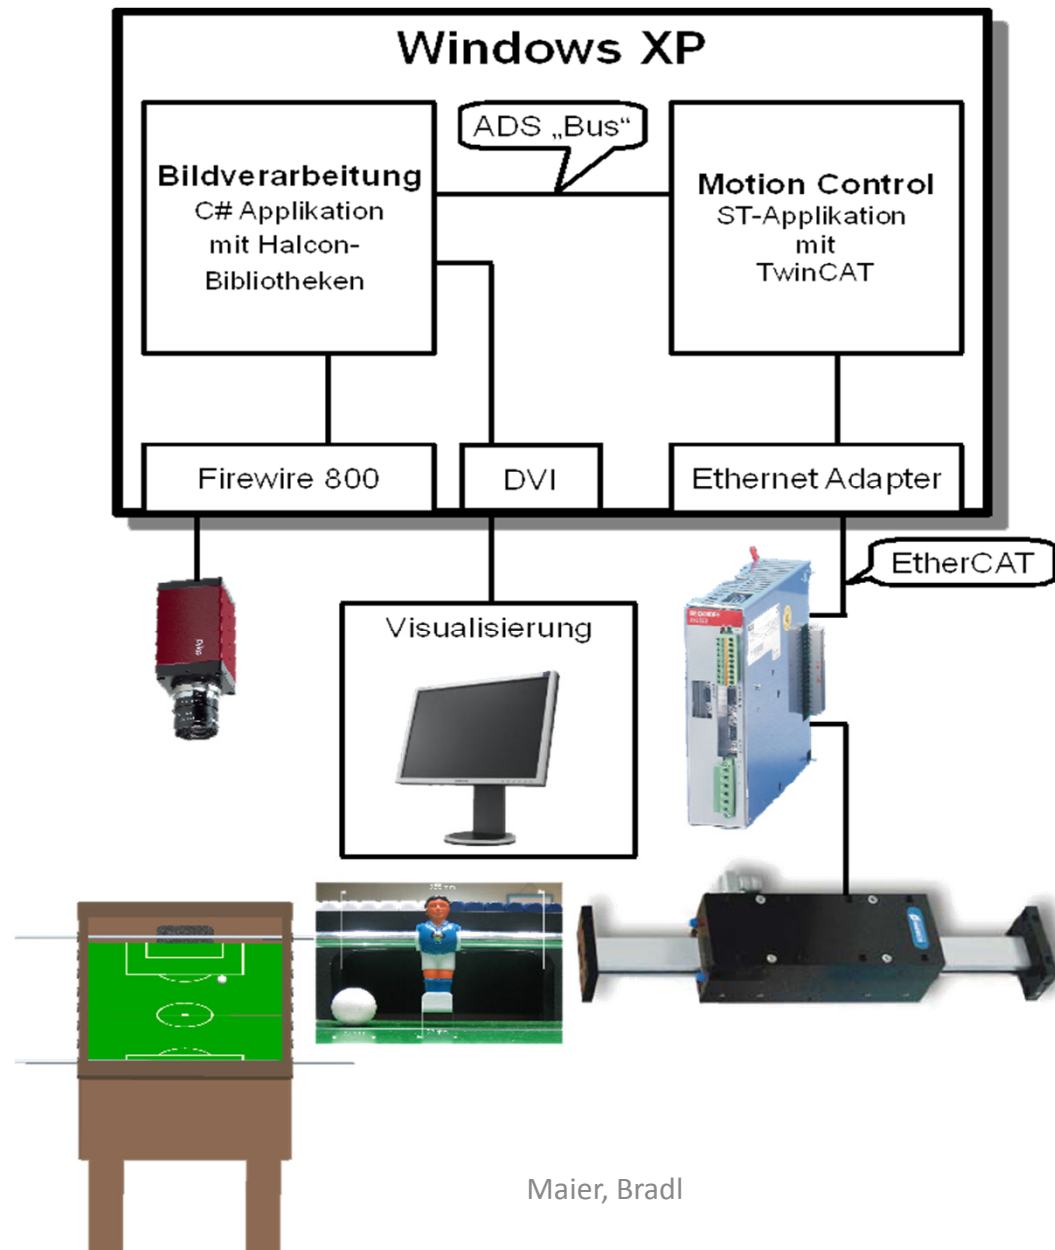 Windows XP
ADS „Bus“
Bildverarbeitung
C# Applikation
mit Halcon-
Bibliotheken
Motion Control
ST-Applikation
mit
TwinCAT
Firewire 800
DVI
Ethernet Adapter
EtherCAT
Visualisierung
Maier, Bradl